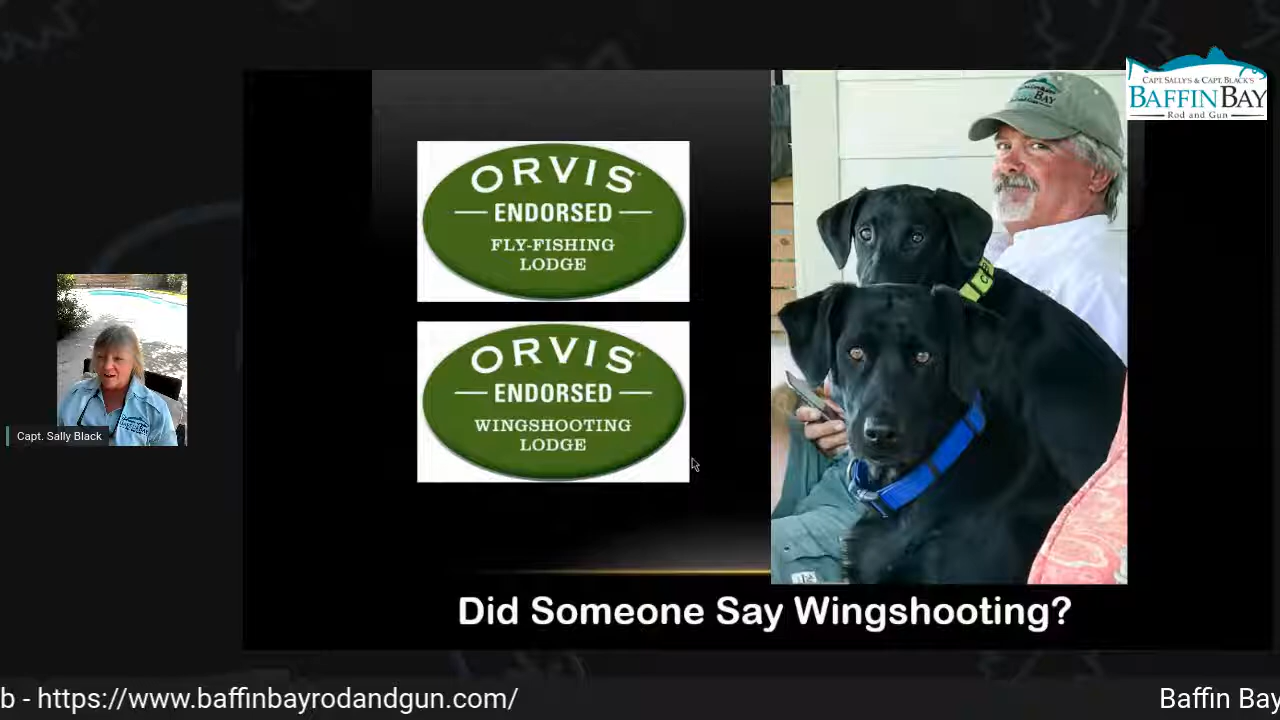 CAPT. SALLY'S & CAPT. BLACK'S
BAFFIN BAY
Rod and Gun
ORVIS
ENDORSED
FLY-FISHING
LODGE
ORVIS
ENDORSED
WINGSHOOTING
LODGE
BAY
Capt. Sally Black
Did Someone Say Wingshooting?
b - https://www.baffinbayrodandgun.com/
Baffin Bay